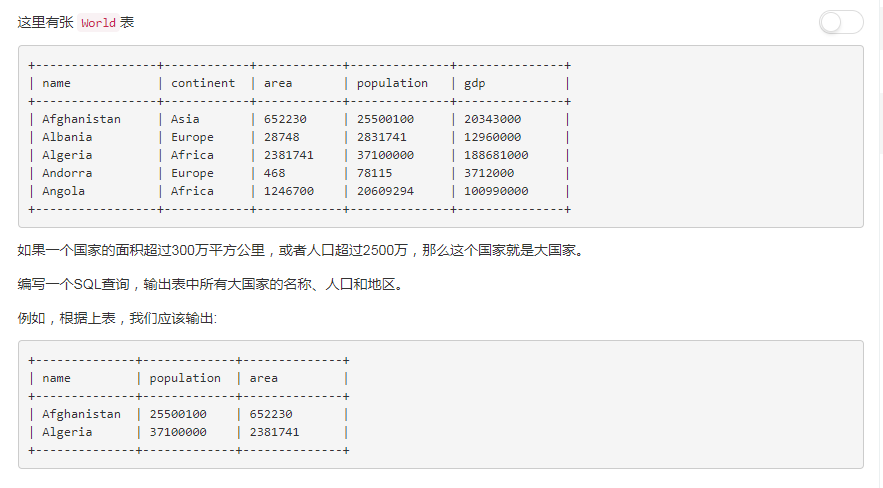 这里有张 World 表
+----------------+------------+------------+--------------+---------------+
| name           | continent  | area       | population   | gdp           |
+----------------+------------+------------+--------------+---------------+
| Afghanistan    | Asia       | 652230     | 25500100     | 20343000      |
| Albania        | Europe     | 28748      | 2831741      | 12960000      |
| Algeria        | Africa     | 2381741    | 37100000     | 188681000     |
| Andorra        | Europe     | 468        | 78115        | 3712000       |
| Angola         | Africa     | 1246700    | 20609294     | 100990000     |
+----------------+------------+------------+--------------+---------------+
如果一个国家的面积超过300万平方公里，或者人口超过2500万，那么这个国家就是大国家。
编写一个SQL查询，输出表中所有大国家的名称、人口和地区。
例如，根据上表，我们应该输出:
+--------------+-------------+--------------+
| name         | population  | area         |
+--------------+-------------+--------------+
| Afghanistan  | 25500100    | 652230       |
| Algeria      | 37100000    | 2381741      |
+--------------+-------------+--------------+